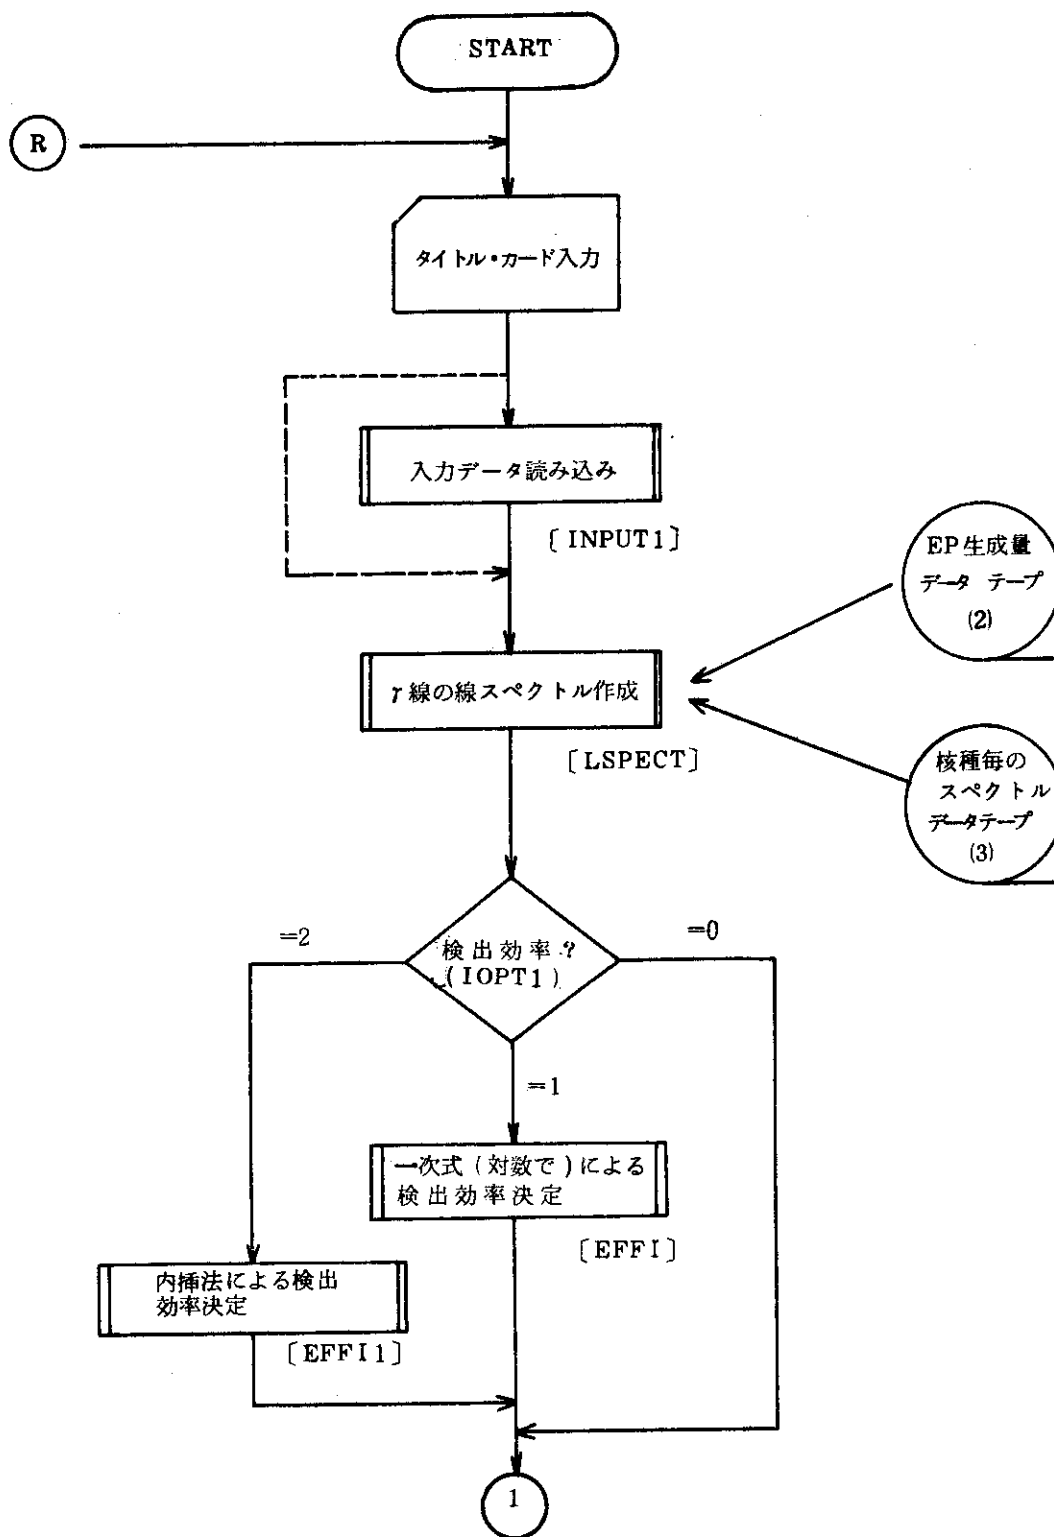 START
R
タイトル・カード入力
入力データ読み込み
〔INPUT1〕
EP生成量
データ テープ
(2)
γ線の線スペクトル作成
〔LSPECT〕
核種毎の
スペクトル
データテープ
(3)
検出効率?
(IOPT1)
=2
=0
=1
一次式(対数で)による
検出効率決定
〔EFFI〕
内挿法による検出
効率決定
〔EFFI1〕
1